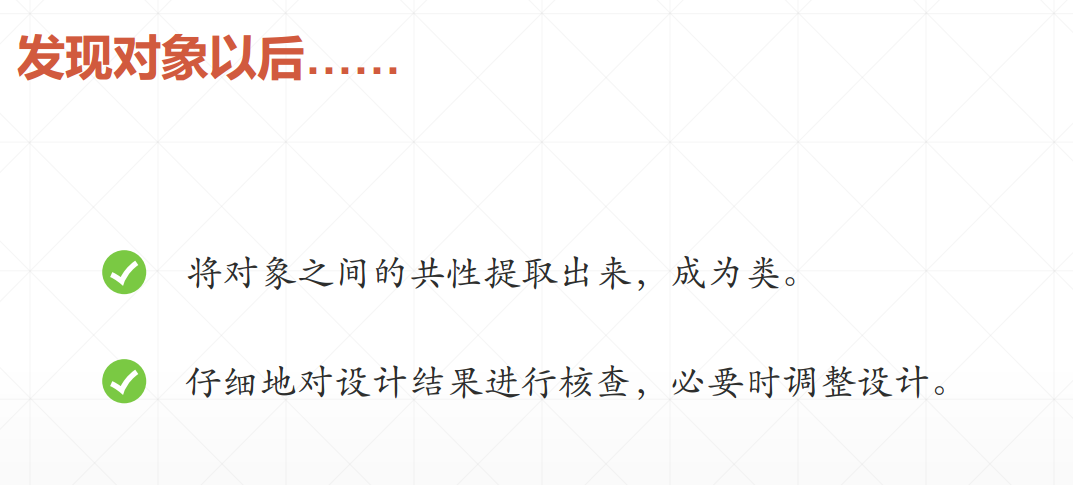 发现对象以后……
将对象之间的共性提取出来，成为类。
仔细地对设计结果进行核查，必要时调整设计。